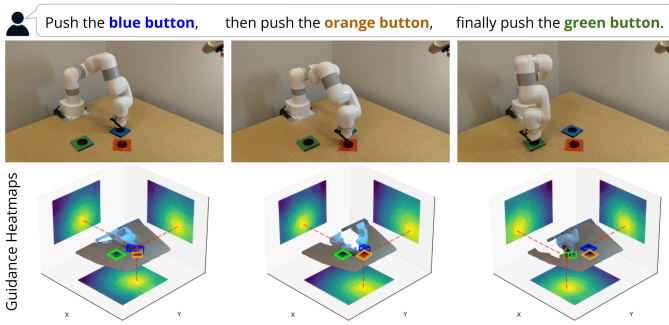 Push the blue button, then push the orange button, finally push the green button.
Guidance Heatmaps
X Y X Y X Y